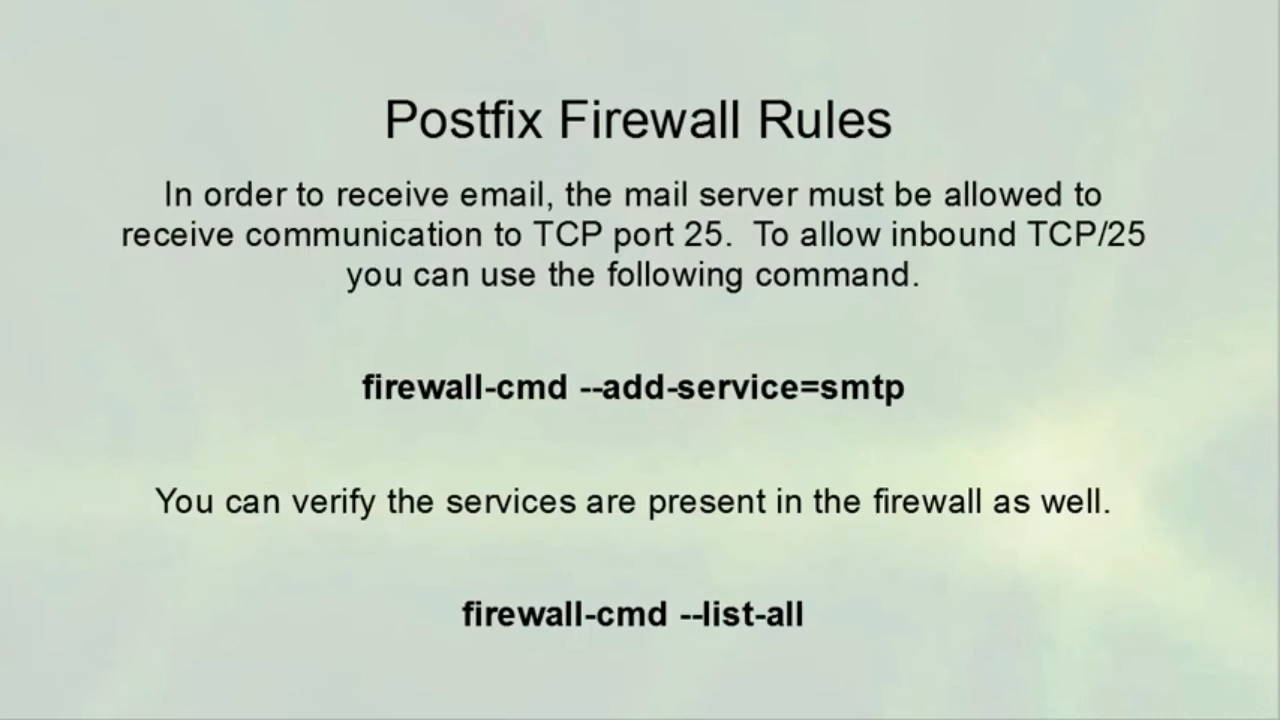 Postfix Firewall Rules
In order to receive email, the mail server must be allowed to
receive communication to TCP port 25.  To allow inbound TCP/25
you can use the following command.
firewall-cmd --add-service=smtp
You can verify the services are present in the firewall as well.
firewall-cmd --list-all